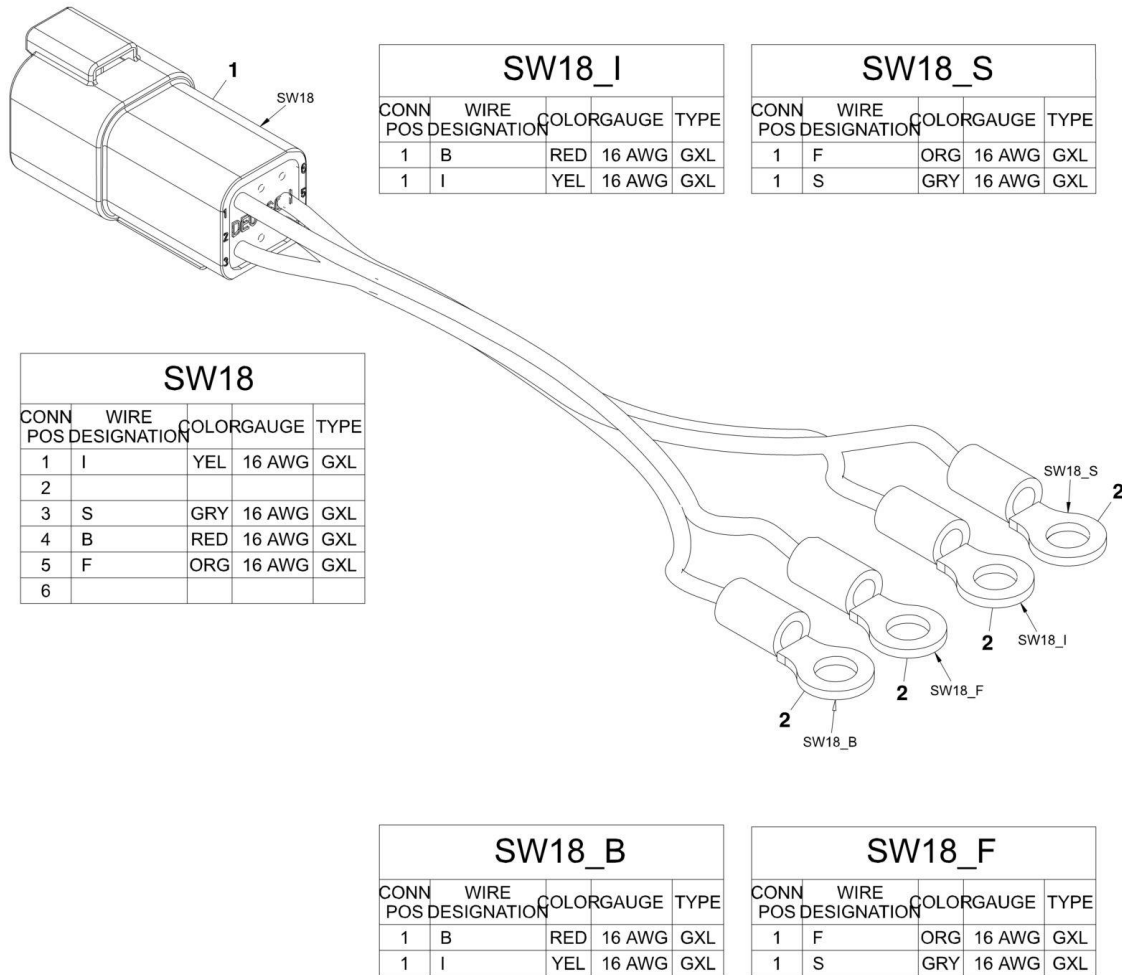 SW18_I
CONN POS WIRE DESIGNATION COLOR GAUGE TYPE
1 B RED 16 AWG GXL
1 I YEL 16 AWG GXL
SW18_S
CONN POS WIRE DESIGNATION COLOR GAUGE TYPE
1 F ORG 16 AWG GXL
1 S GRY 16 AWG GXL
1
SW18
6
5
1
2
3
SW18
CONN POS WIRE DESIGNATION COLOR GAUGE TYPE
1 I YEL 16 AWG GXL
2
3 S GRY 16 AWG GXL
4 B RED 16 AWG GXL
5 F ORG 16 AWG GXL
6
SW18_S
2
SW18_I
2
SW18_F
2
SW18_B
2
SW18_B
CONN POS WIRE DESIGNATION COLOR GAUGE TYPE
1 B RED 16 AWG GXL
1 I YEL 16 AWG GXL
SW18_F
CONN POS WIRE DESIGNATION COLOR GAUGE TYPE
1 F ORG 16 AWG GXL
1 S GRY 16 AWG GXL